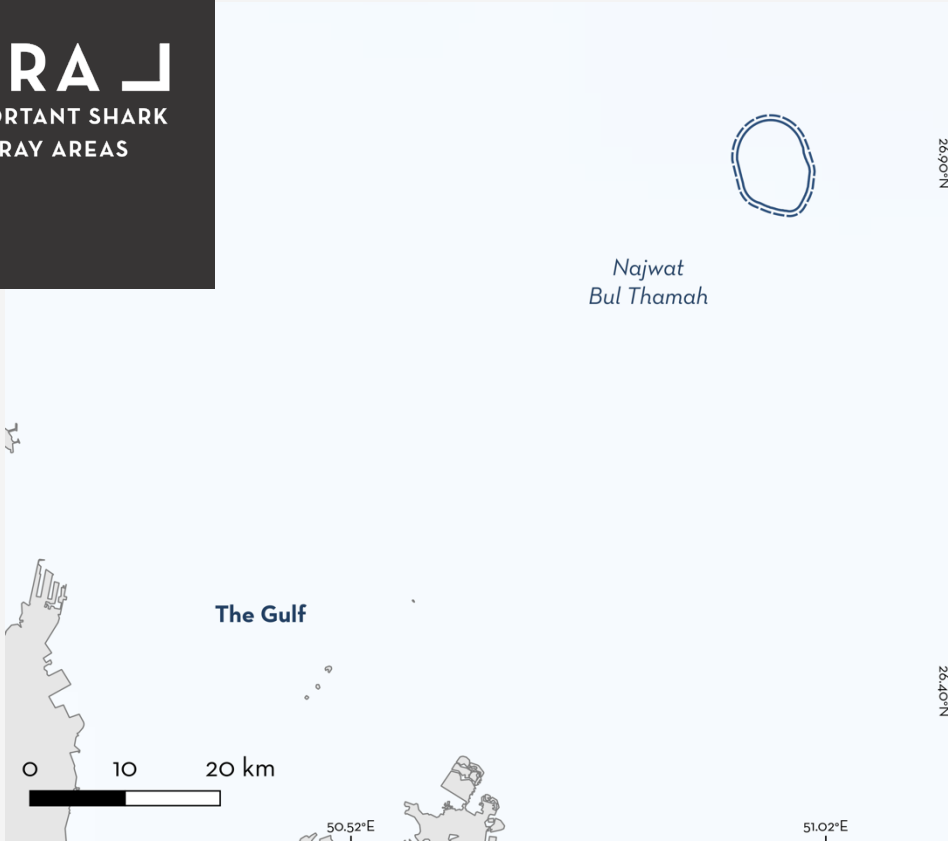 RA
ORTANT SHARK
RAY AREAS
26.90°N
Najwat
Bul Thamah
The Gulf
26.40°N
0 10 20 km
50.52°E 51.02°E